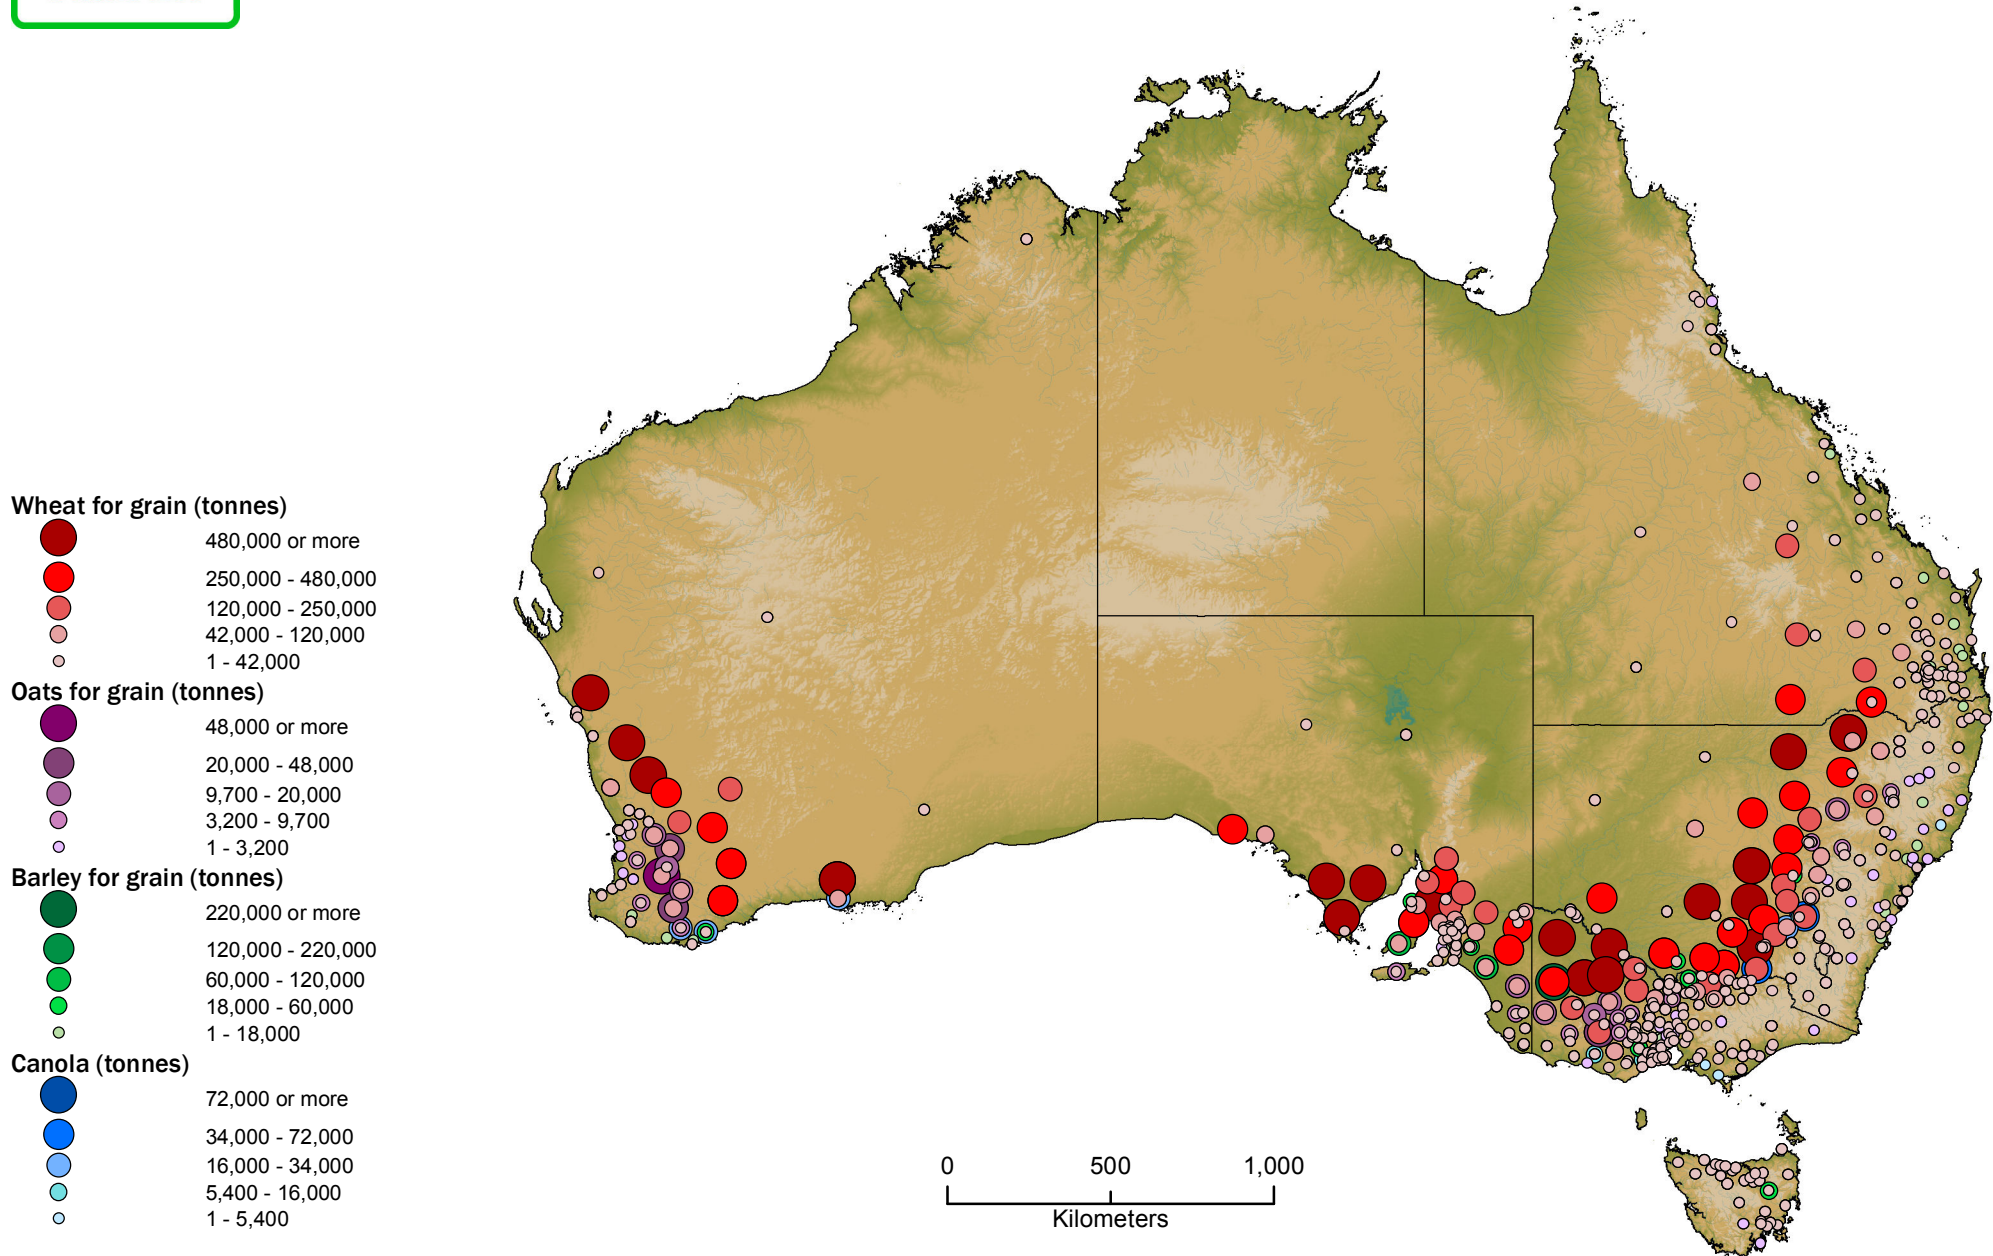 Wheat for grain (tonnes)
480,000 or more
250,000 - 480,000
120,000 - 250,000
42,000 - 120,000
1 - 42,000
Oats for grain (tonnes)
48,000 or more
20,000 - 48,000
9,700 - 20,000
3,200 - 9,700
1 - 3,200
Barley for grain (tonnes)
220,000 or more
120,000 - 220,000
60,000 - 120,000
18,000 - 60,000
1 - 18,000
Canola (tonnes)
72,000 or more
34,000 - 72,000
16,000 - 34,000
5,400 - 16,000
1 - 5,400
0 500 1,000
Kilometers